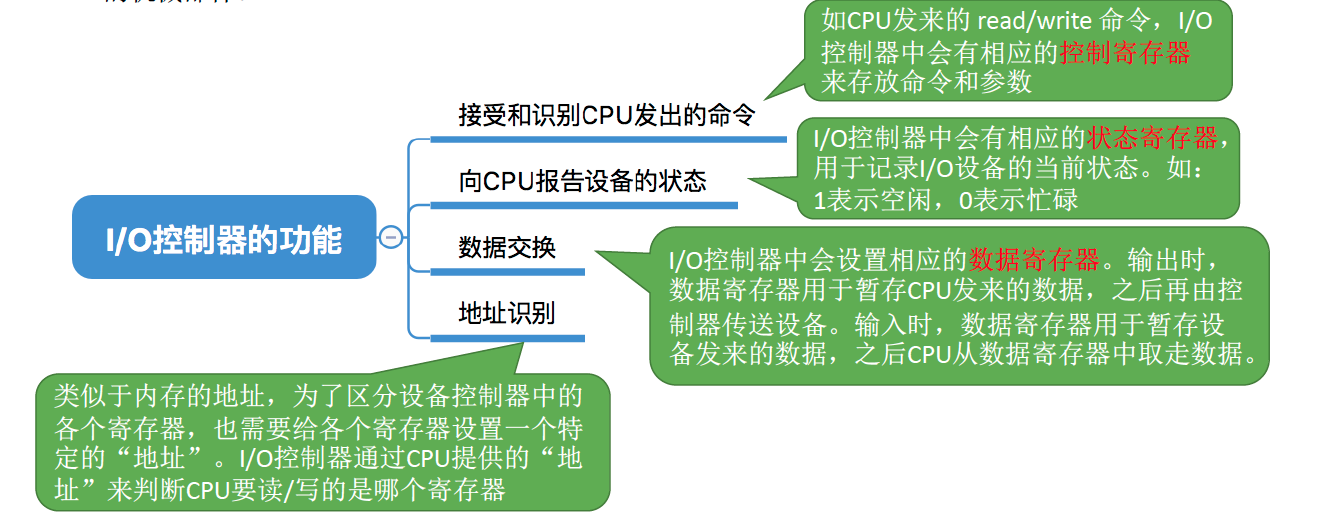 如CPU发来的 read/write 命令，I/O
控制器中会有相应的控制寄存器
来存放命令和参数
接受和识别CPU发出的命令
I/O控制器中会有相应的状态寄存器，
用于记录I/O设备的当前状态。如：
1表示空闲，0表示忙碌
向CPU报告设备的状态
I/O控制器的功能
数据交换
I/O控制器中会设置相应的数据寄存器。输出时，
数据寄存器用于暂存CPU发来的数据，之后再由控
制器传送设备。输入时，数据寄存器用于暂存设
备发来的数据，之后CPU从数据寄存器中取走数据。
地址识别
类似于内存的地址，为了区分设备控制器中的
各个寄存器，也需要给各个寄存器设置一个特
定的“地址”。I/O控制器通过CPU提供的“地
址”来判断CPU要读/写的是哪个寄存器